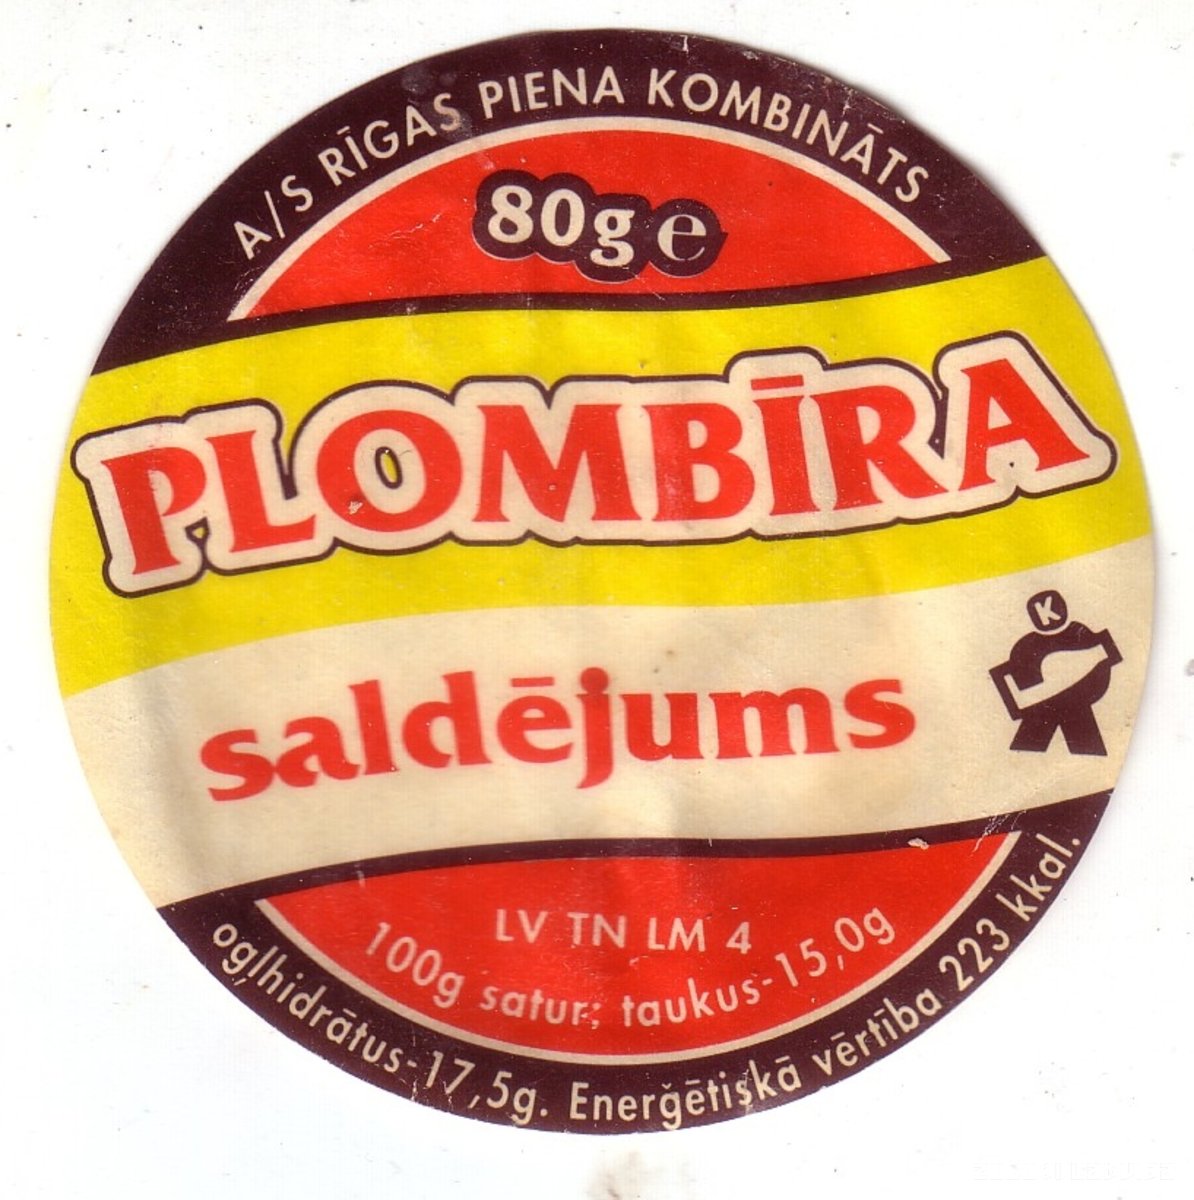 A/S RĪGAS PIENA KOMBINĀTS
80g e
PLOMBĪRA
saldējums
K
LV TN LM 4
100g satur; taukus-15,0g
ogļhidrātus-17,5g. Enerģētiskā vērtība 223 kkal.